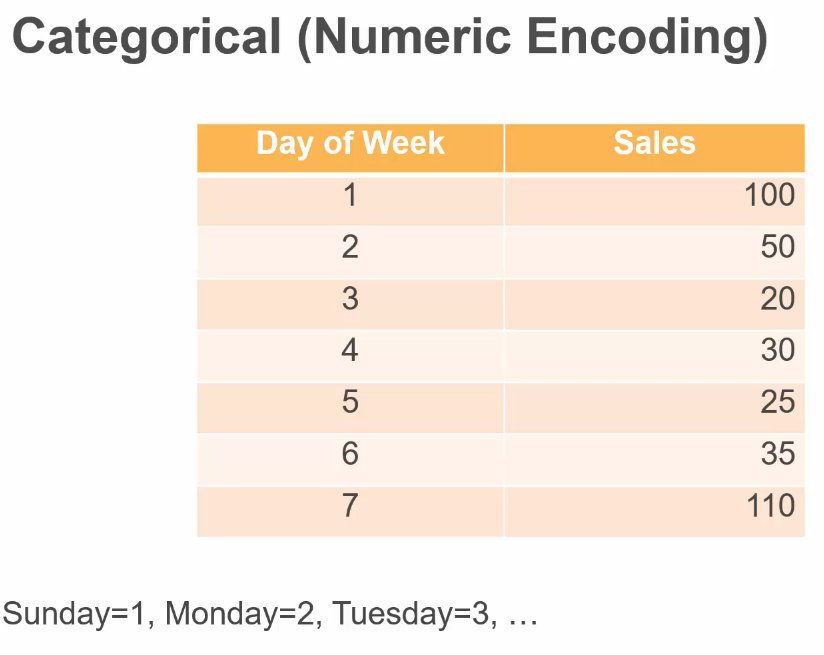 Categorical (Numeric Encoding)
Day of Week Sales
1 100
2 50
3 20
4 30
5 25
6 35
7 110
Sunday=1, Monday=2, Tuesday=3, …